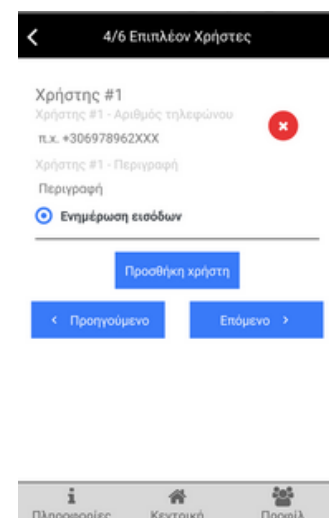 4/6 Επιπλέον Χρήστες
Χρήστης #1
Χρήστης #1 - Αριθμός τηλεφώνου
π.χ. +306978962XXX
Χρήστης #1 - Περιγραφή
Περιγραφή
Ενημέρωση εισόδων
Προσθήκη χρήστη
Προηγούμενο
Επόμενο
Πληροφορίες Κεντρική Προφίλ